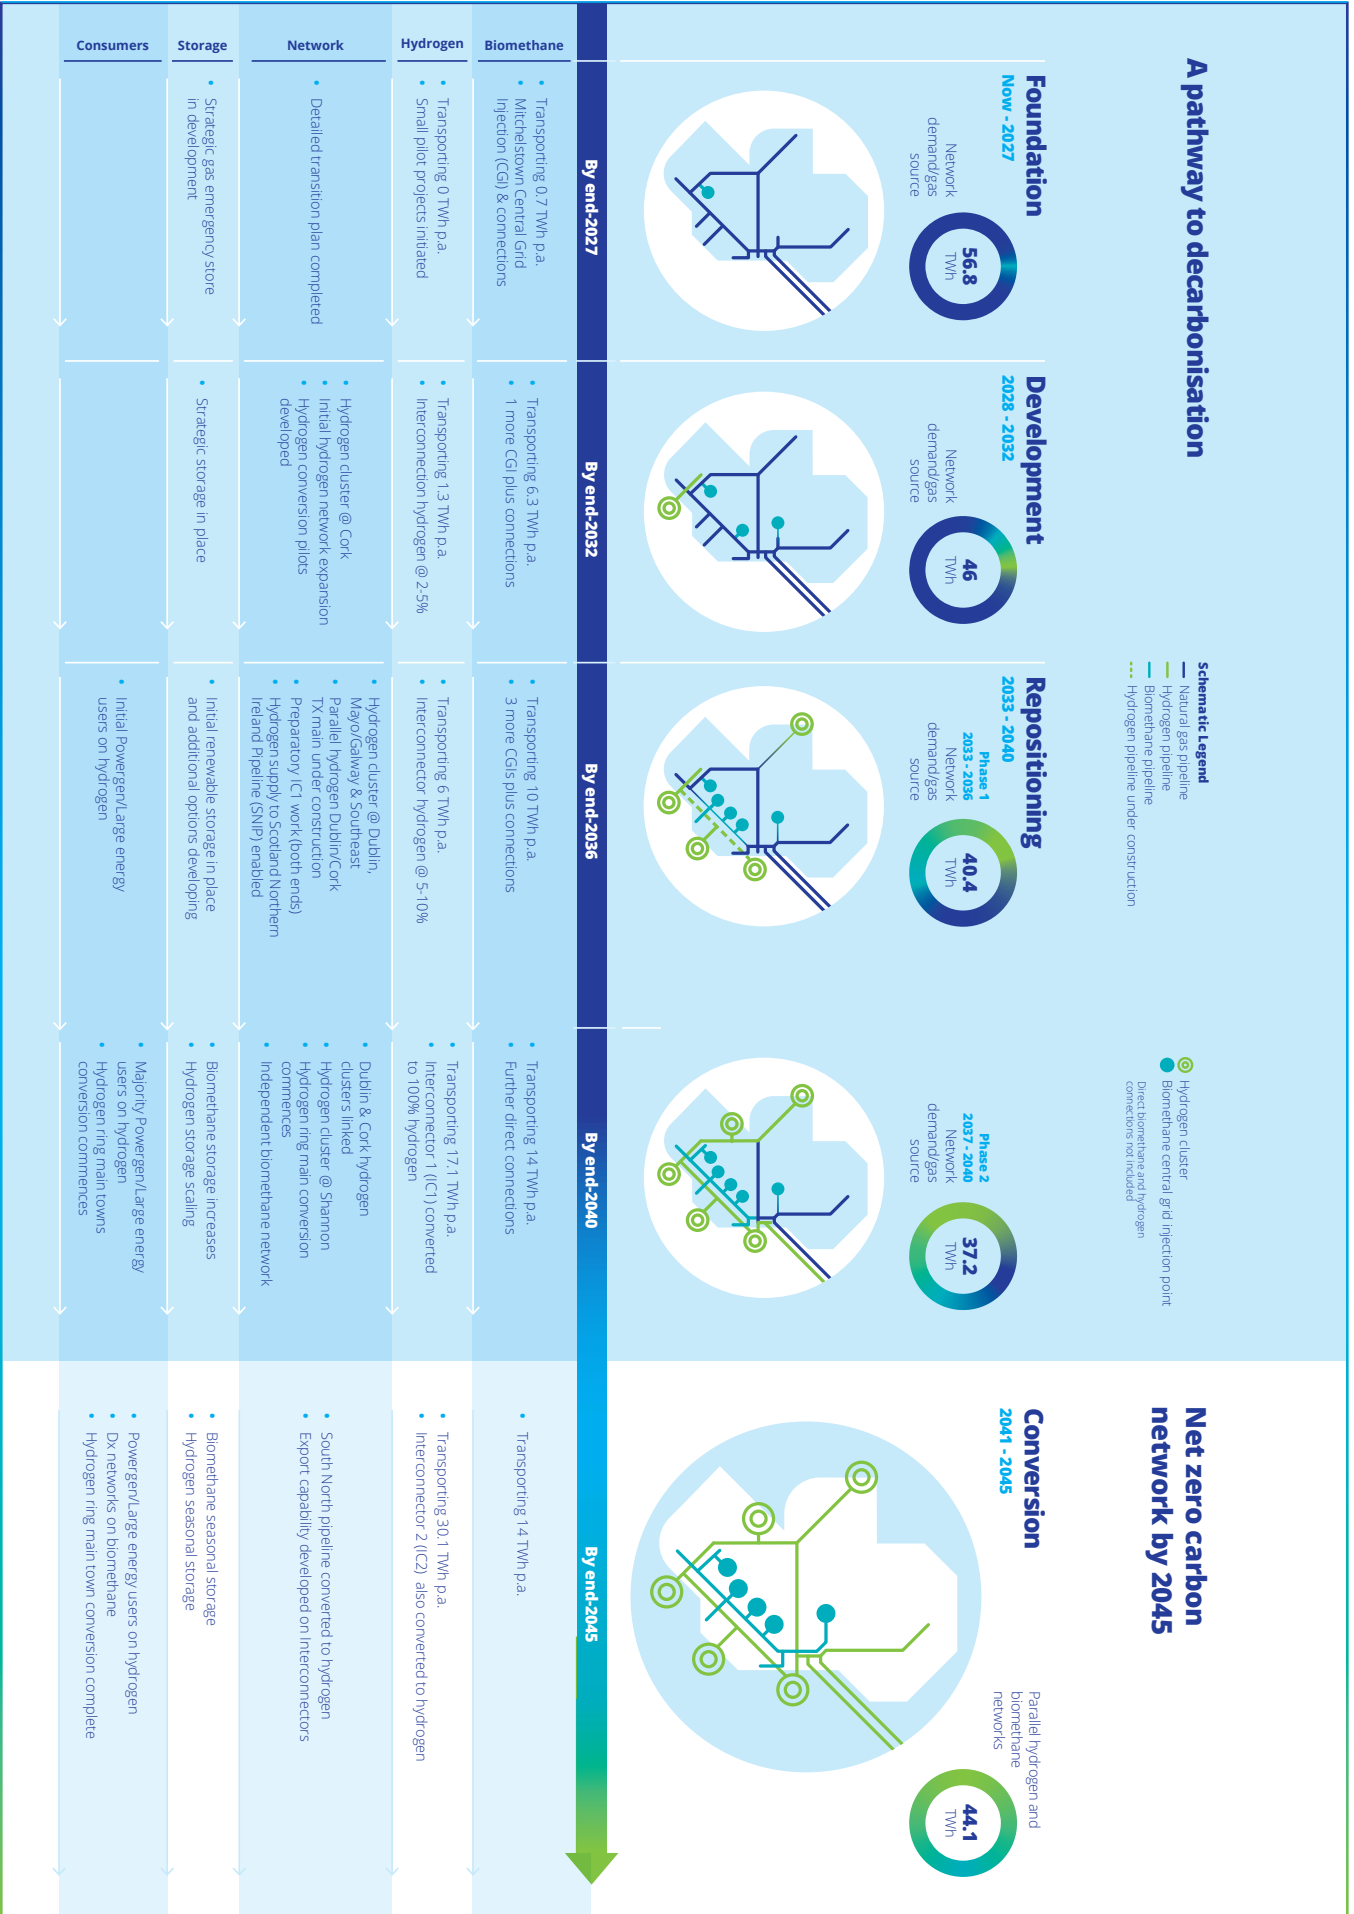 A pathway to decarbonisation
Net zero carbon
network by 2045
Schematic Legend
Natural gas pipeline
Hydrogen pipeline
Biomethane pipeline
Hydrogen pipeline under construction
Hydrogen cluster
Biomethane central grid injection point
Direct biomethane and hydrogen
connections not included
Foundation
Now - 2027
Network
demand/gas
source
56.8
TWh
Development
2028 - 2032
Network
demand/gas
source
46
TWh
Repositioning
2033 - 2040
Phase 1
2033 - 2036
Network
demand/gas
source
40.4
TWh
Phase 2
2037 - 2040
Network
demand/gas
source
37.2
TWh
Conversion
2041 - 2045
Parallel hydrogen and
biomethane
networks
44.1
TWh
By end-2027
By end-2032
By end-2036
By end-2040
By end-2045
Biomethane
• Transporting 0.7 TWh p.a.
• Mitchelstown Central Grid
Injection (CGI) & connections
• Transporting 6.3 TWh p.a.
• 1 more CGI plus connections
• Transporting 10 TWh p.a.
• 3 more CGIs plus connections
• Transporting 14 TWh p.a.
• Further direct connections
• Transporting 14 TWh p.a.
Hydrogen
• Transporting 0 TWh p.a.
• Small pilot projects initiated
• Transporting 1.3 TWh p.a.
• Interconnection hydrogen @ 2-5%
• Transporting 6 TWh p.a.
• Interconnector hydrogen @ 5-10%
• Transporting 17.1 TWh p.a.
• Interconnector 1 (IC1) converted
to 100% hydrogen
• Transporting 30.1 TWh p.a.
• Interconnector 2 (IC2) also converted to hydrogen
Network
• Detailed transition plan completed
• Hydrogen cluster @ Cork
• Initial hydrogen network expansion
• Hydrogen conversion pilots
developed
• Hydrogen cluster @ Dublin,
Mayo/Galway & Southeast
• Parallel hydrogen Dublin/Cork
TX main under construction
• Preparatory IC1 work (both ends)
• Hydrogen supply to Scotland Northern
Ireland Pipeline (SNIP) enabled
• Dublin & Cork hydrogen
clusters linked
• Hydrogen cluster @ Shannon
• Hydrogen ring main conversion
commences
• Independent biomethane network
• South North pipeline converted to hydrogen
• Export capability developed on Interconnectors
Storage
• Strategic gas emergency store
in development
• Strategic storage in place
• Initial renewable storage in place
and additional options developing
• Biomethane storage increases
• Hydrogen storage scaling
• Biomethane seasonal storage
• Hydrogen seasonal storage
Consumers
• Initial Powergen/Large energy
users on hydrogen
• Majority Powergen/Large energy
users on hydrogen
• Hydrogen ring main towns
conversion commences
• Powergen/Large energy users on hydrogen
• Dx networks on biomethane
• Hydrogen ring main town conversion complete